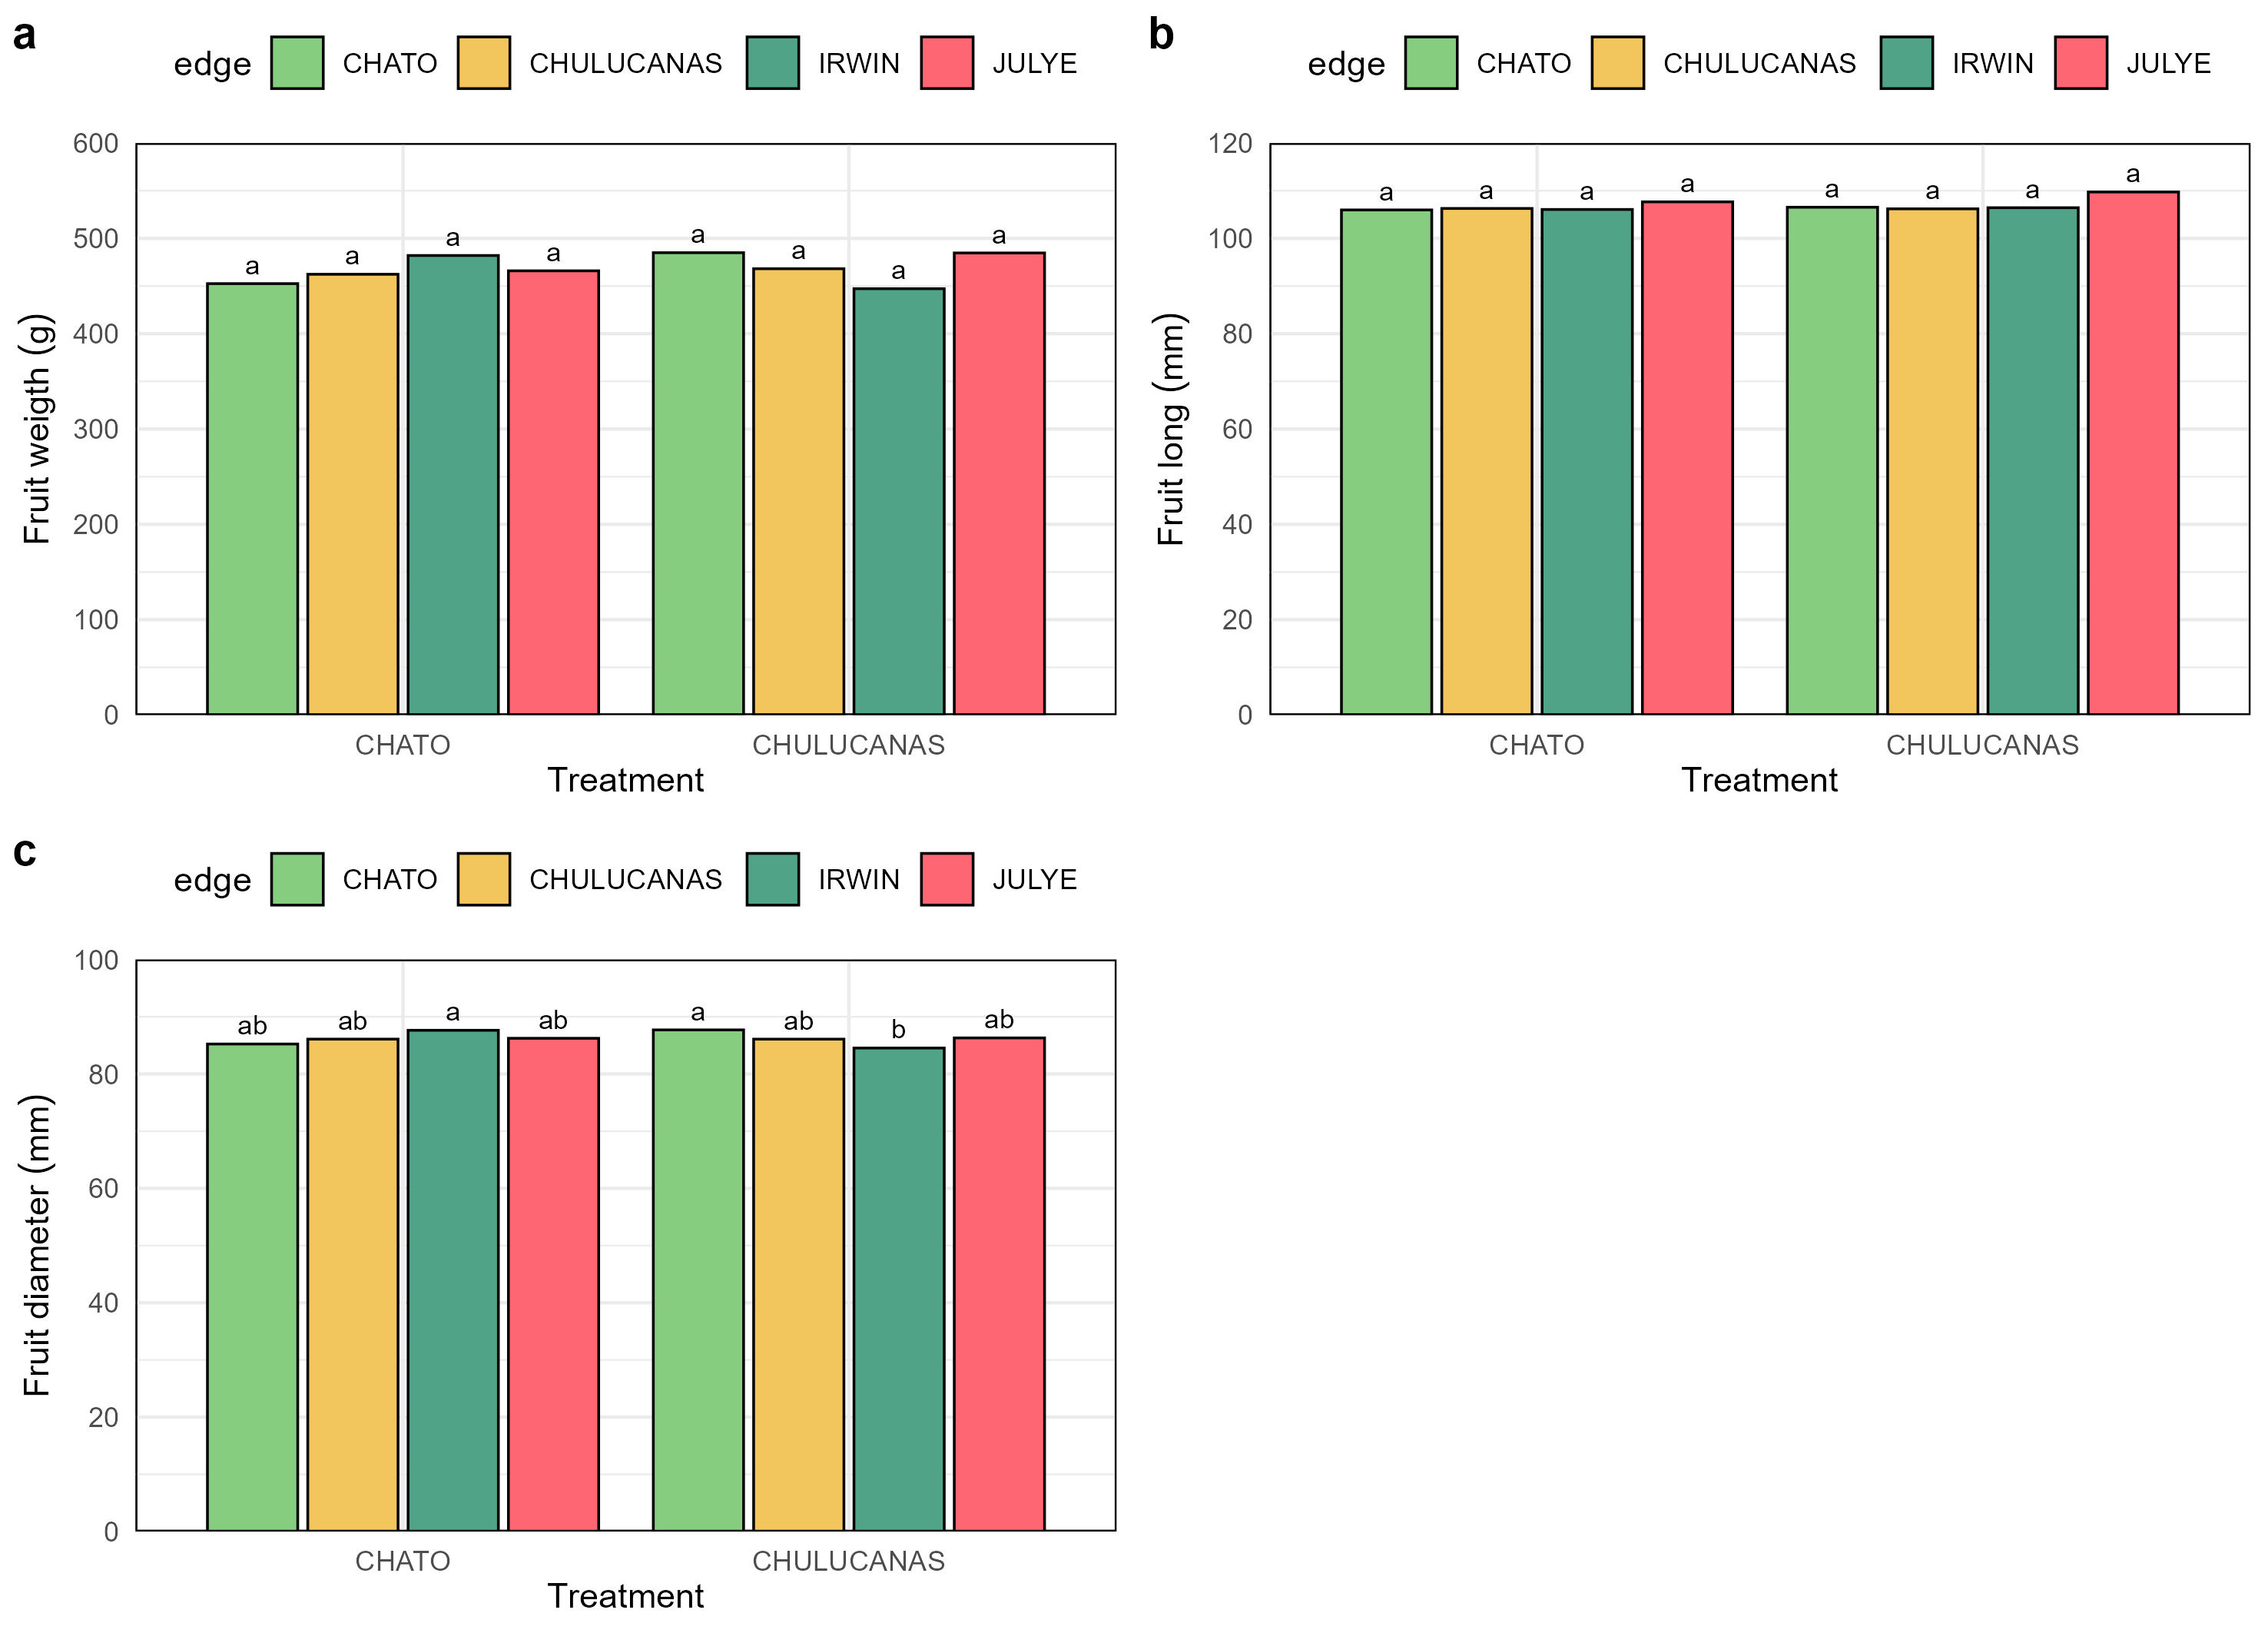 a
edge CHATO CHULUCANAS IRWIN JULYE
600
500
400
300
200
100
0
Fruit weigth (g)
a a a a a a a a
CHATO CHULUCANAS
Treatment
b
edge CHATO CHULUCANAS IRWIN JULYE
120
100
80
60
40
20
0
Fruit long (mm)
a a a a a a a a
CHATO CHULUCANAS
Treatment
c
edge CHATO CHULUCANAS IRWIN JULYE
100
80
60
40
20
0
Fruit diameter (mm)
ab ab a ab a ab b ab
CHATO CHULUCANAS
Treatment